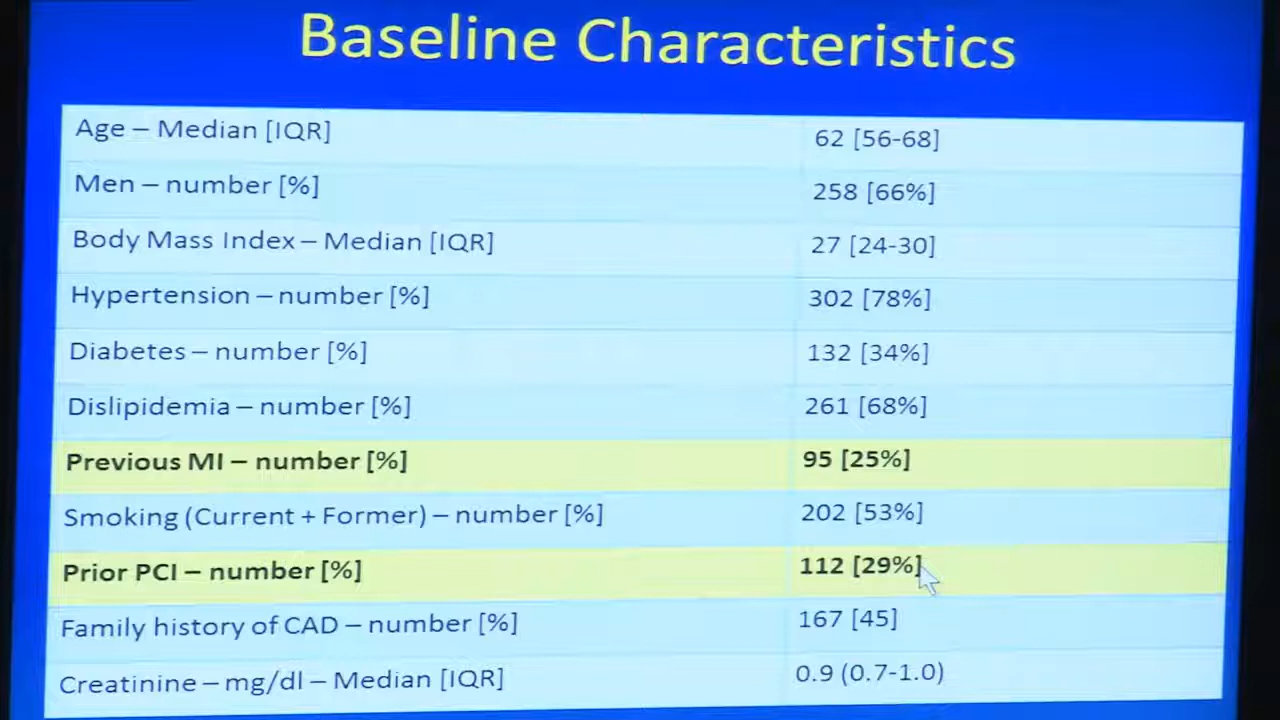 Baseline Characteristics
Age – Median [IQR] 62 [56-68]
Men – number [%] 258 [66%]
Body Mass Index – Median [IQR] 27 [24-30]
Hypertension – number [%] 302 [78%]
Diabetes – number [%] 132 [34%]
Dislipidemia – number [%] 261 [68%]
Previous MI – number [%] 95 [25%]
Smoking (Current + Former) – number [%] 202 [53%]
Prior PCI – number [%] 112 [29%]
Family history of CAD – number [%] 167 [45]
Creatinine – mg/dl – Median [IQR] 0.9 (0.7-1.0)